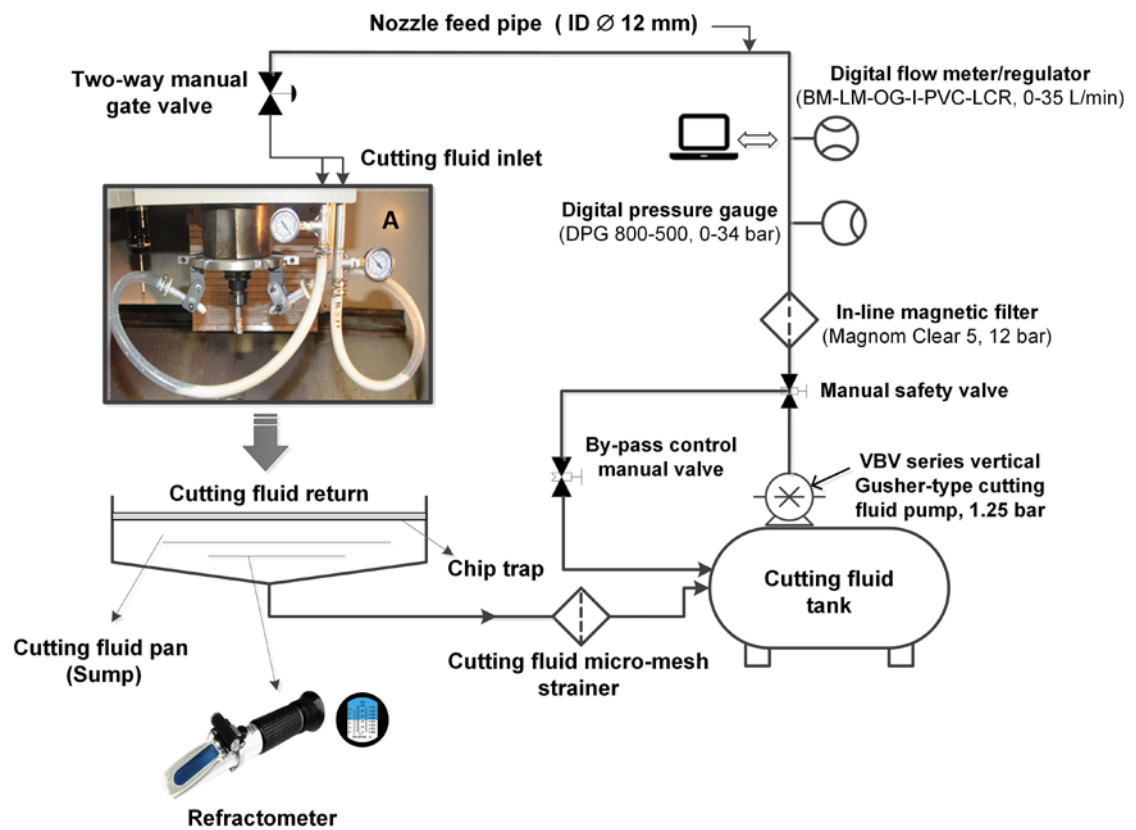 Nozzle feed pipe ( ID Ø 12 mm)
Two-way manual
gate valve
Digital flow meter/regulator
(BM-LM-OG-I-PVC-LCR, 0-35 L/min)
Cutting fluid inlet
A
Digital pressure gauge
(DPG 800-500, 0-34 bar)
In-line magnetic filter
(Magnom Clear 5, 12 bar)
Manual safety valve
By-pass control
manual valve
VBV series vertical
Gusher-type cutting
fluid pump, 1.25 bar
Cutting fluid return
Chip trap
Cutting fluid
tank
Cutting fluid pan
(Sump)
Cutting fluid micro-mesh
strainer
Refractometer